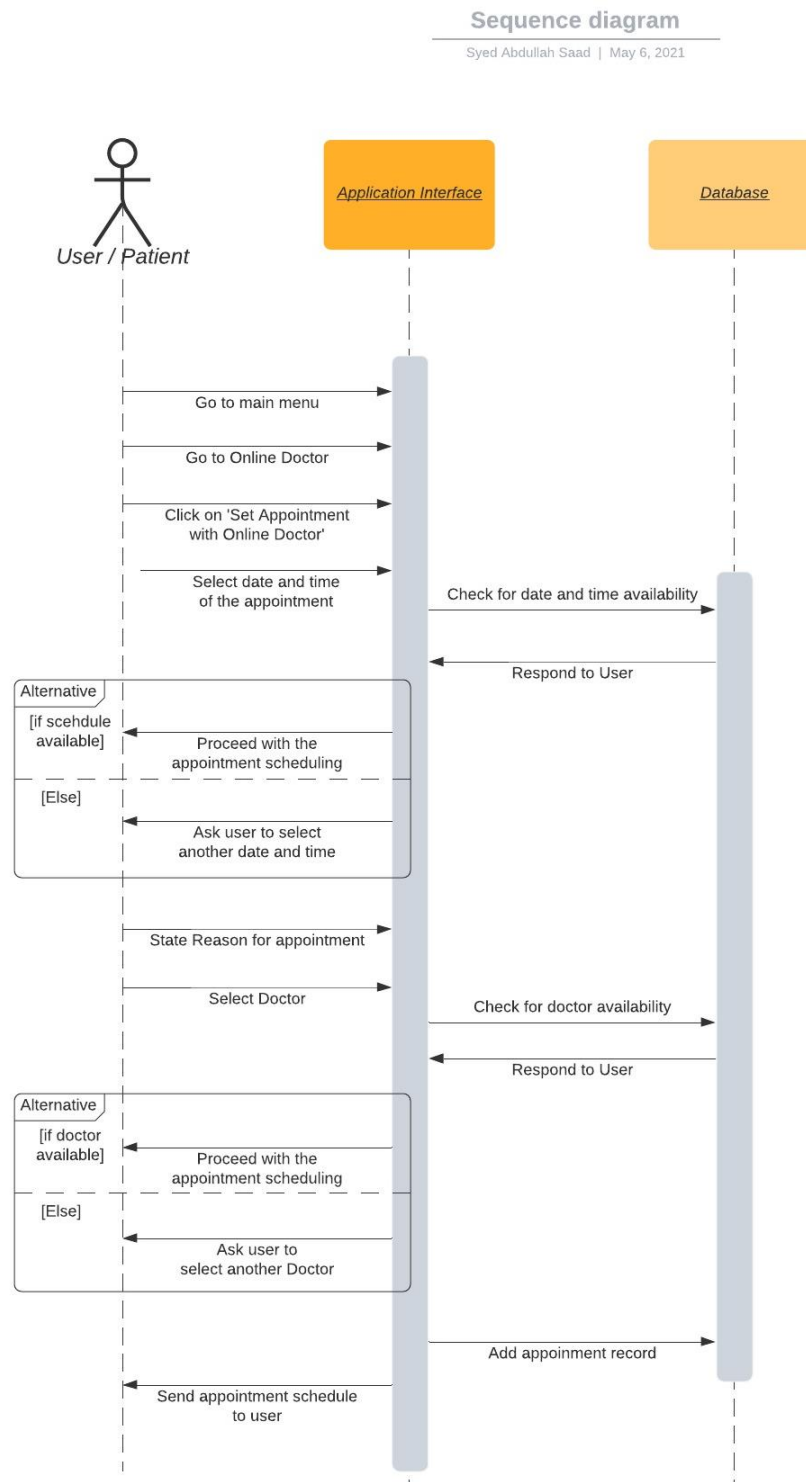 Sequence diagram
Syed Abdullah Saad | May 6, 2021
User / Patient
Application Interface
Database
Go to main menu
Go to Online Doctor
Click on 'Set Appointment
with Online Doctor'
Select date and time
of the appointment
Check for date and time availability
Respond to User
Alternative
[if scehdule
available]
Proceed with the
appointment scheduling
[Else]
Ask user to select
another date and time
State Reason for appointment
Select Doctor
Check for doctor availability
Respond to User
Alternative
[if doctor
available]
Proceed with the
appointment scheduling
[Else]
Ask user to
select another Doctor
Add appoinment record
Send appointment schedule
to user